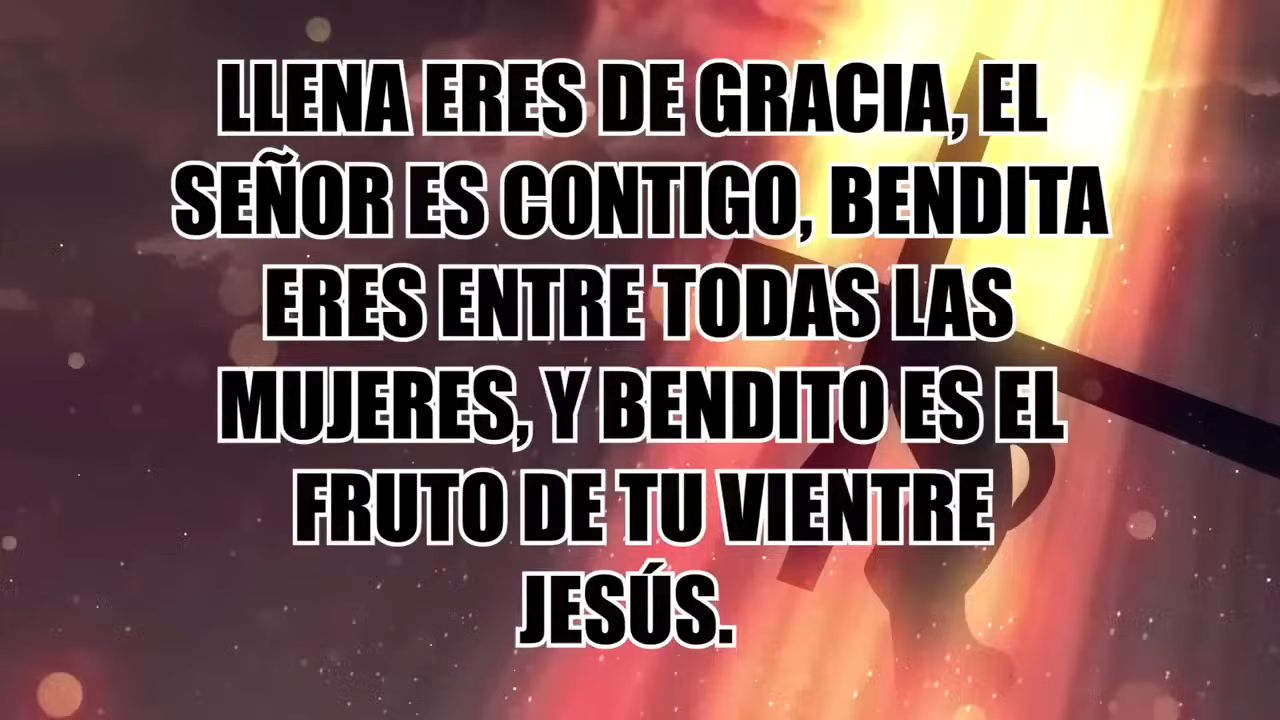 LLENA ERES DE GRACIA, EL
SEÑOR ES CONTIGO, BENDITA
ERES ENTRE TODAS LAS
MUJERES, Y BENDITO ES EL
FRUTO DE TU VIENTRE
JESÚS.